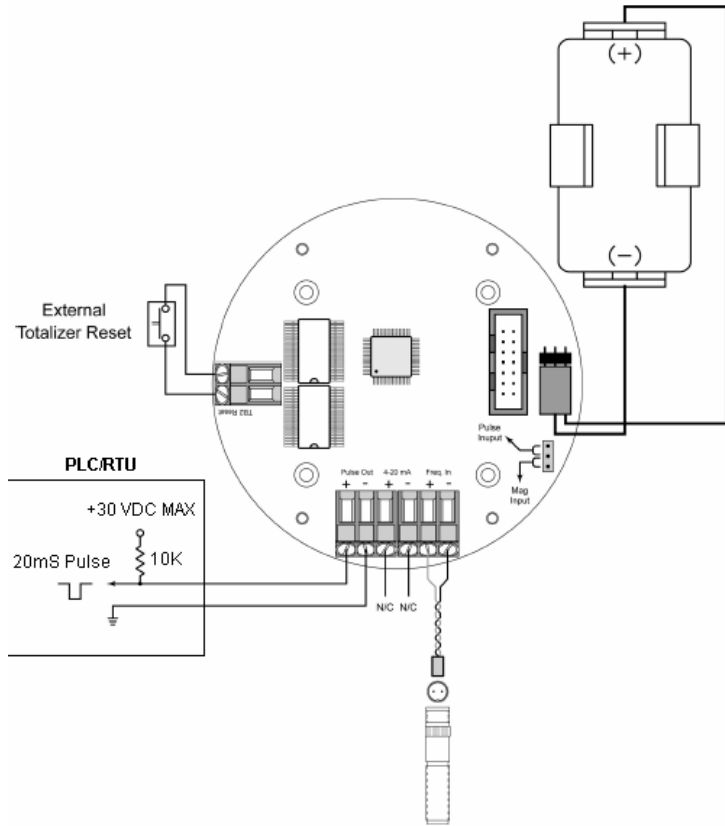 (+)
(−)
External
Totalizer Reset
TB2 Reset
Pulse
Inuput
Mag
Input
PLC/RTU
Pulse Out 4-20 mA Freq. In
+ − + − + −
+30 VDC MAX
10K
20mS Pulse
N/C N/C